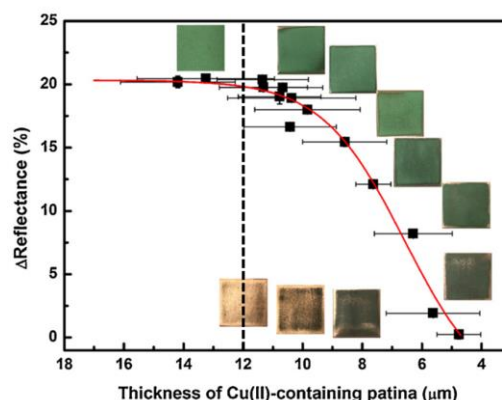 25
20
15
10
5
0
ΔReflectance (%)
18 16 14 12 10 8 6 4
Thickness of Cu(II)-containing patina (μm)